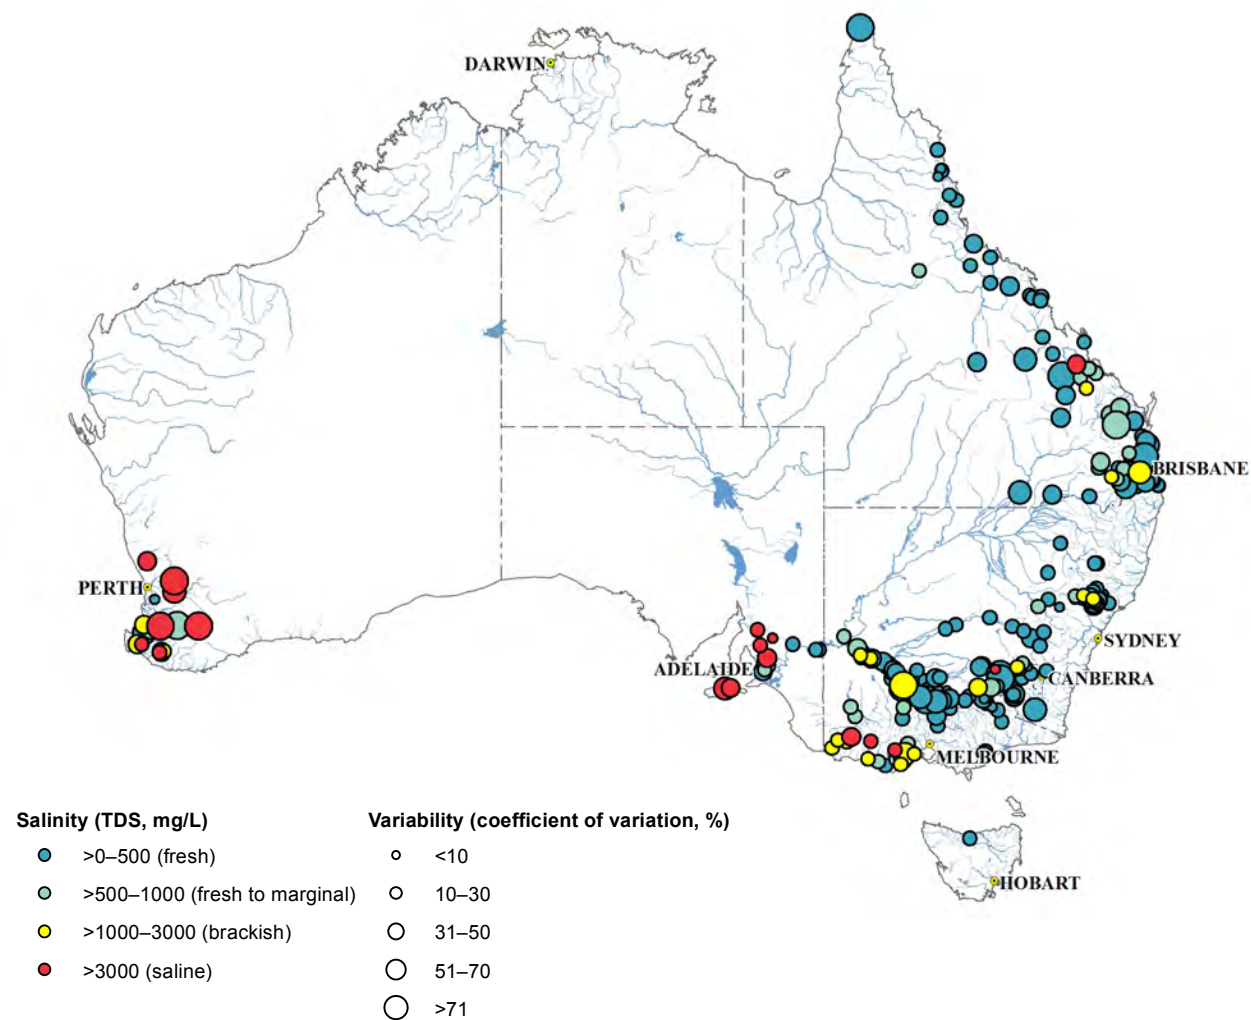 DARWIN
BRISBANE
PERTH
SYDNEY
ADELAIDE
CANBERRA
MELBOURNE
HOBART
Salinity (TDS, mg/L)
>0–500 (fresh)
>500–1000 (fresh to marginal)
>1000–3000 (brackish)
>3000 (saline)
Variability (coefficient of variation, %)
<10
10–30
31–50
51–70
>71